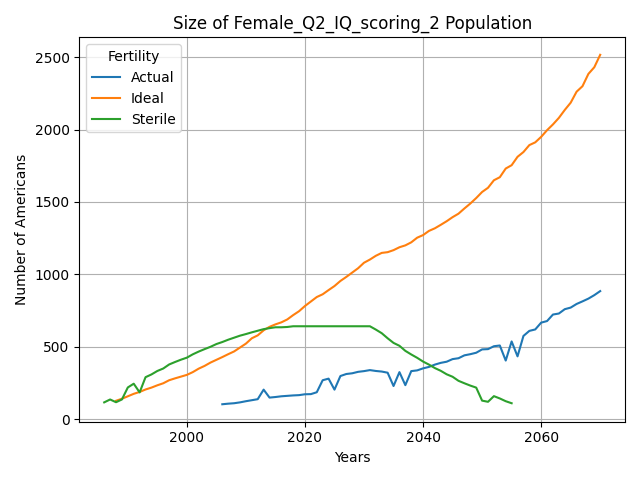 Size of Female_Q2_IQ_scoring_2 Population
Fertility
Actual
Ideal
Sterile
2500
2000
1500
1000
500
0
Number of Americans
2000 2020 2040 2060
Years